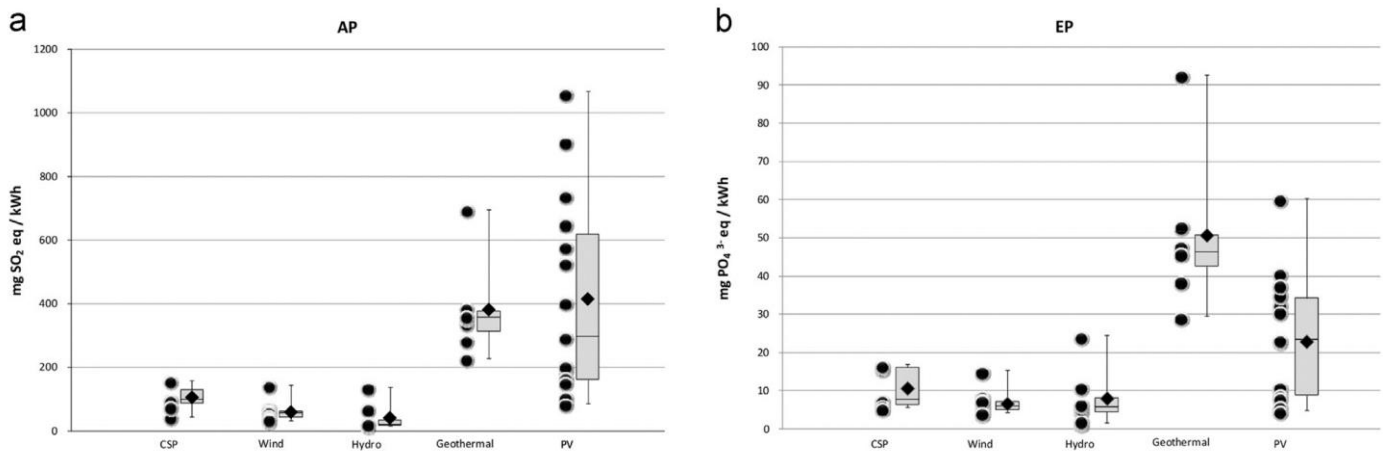 a
AP
mg SO₂ eq / kWh
1200
1000
800
600
400
200
0
CSP Wind Hydro Geothermal PV
b
EP
mg PO₄ ³⁻ eq / kWh
100
90
80
70
60
50
40
30
20
10
0
CSP Wind Hydro Geothermal PV